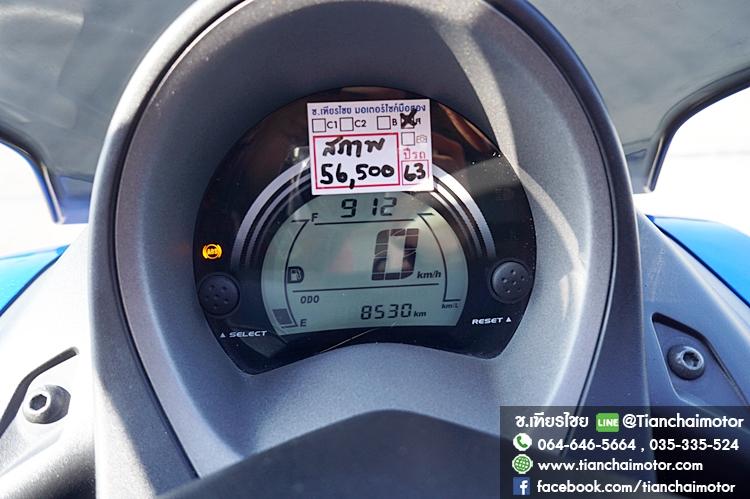 ช.เทียรไชย มอเตอร์ไซค์มือสอง
C1 C2 B
สภาพ
56,500
ปีรถ
63
F
912
ABS
0 km/h
ODO
km/L
8530 km
E
▲ SELECT
RESET ▲
ช.เทียรไชย LINE @Tianchaimotor
064-646-5664 , 035-335-524
www.tianchaimotor.com
facebook.com/tianchaimotor